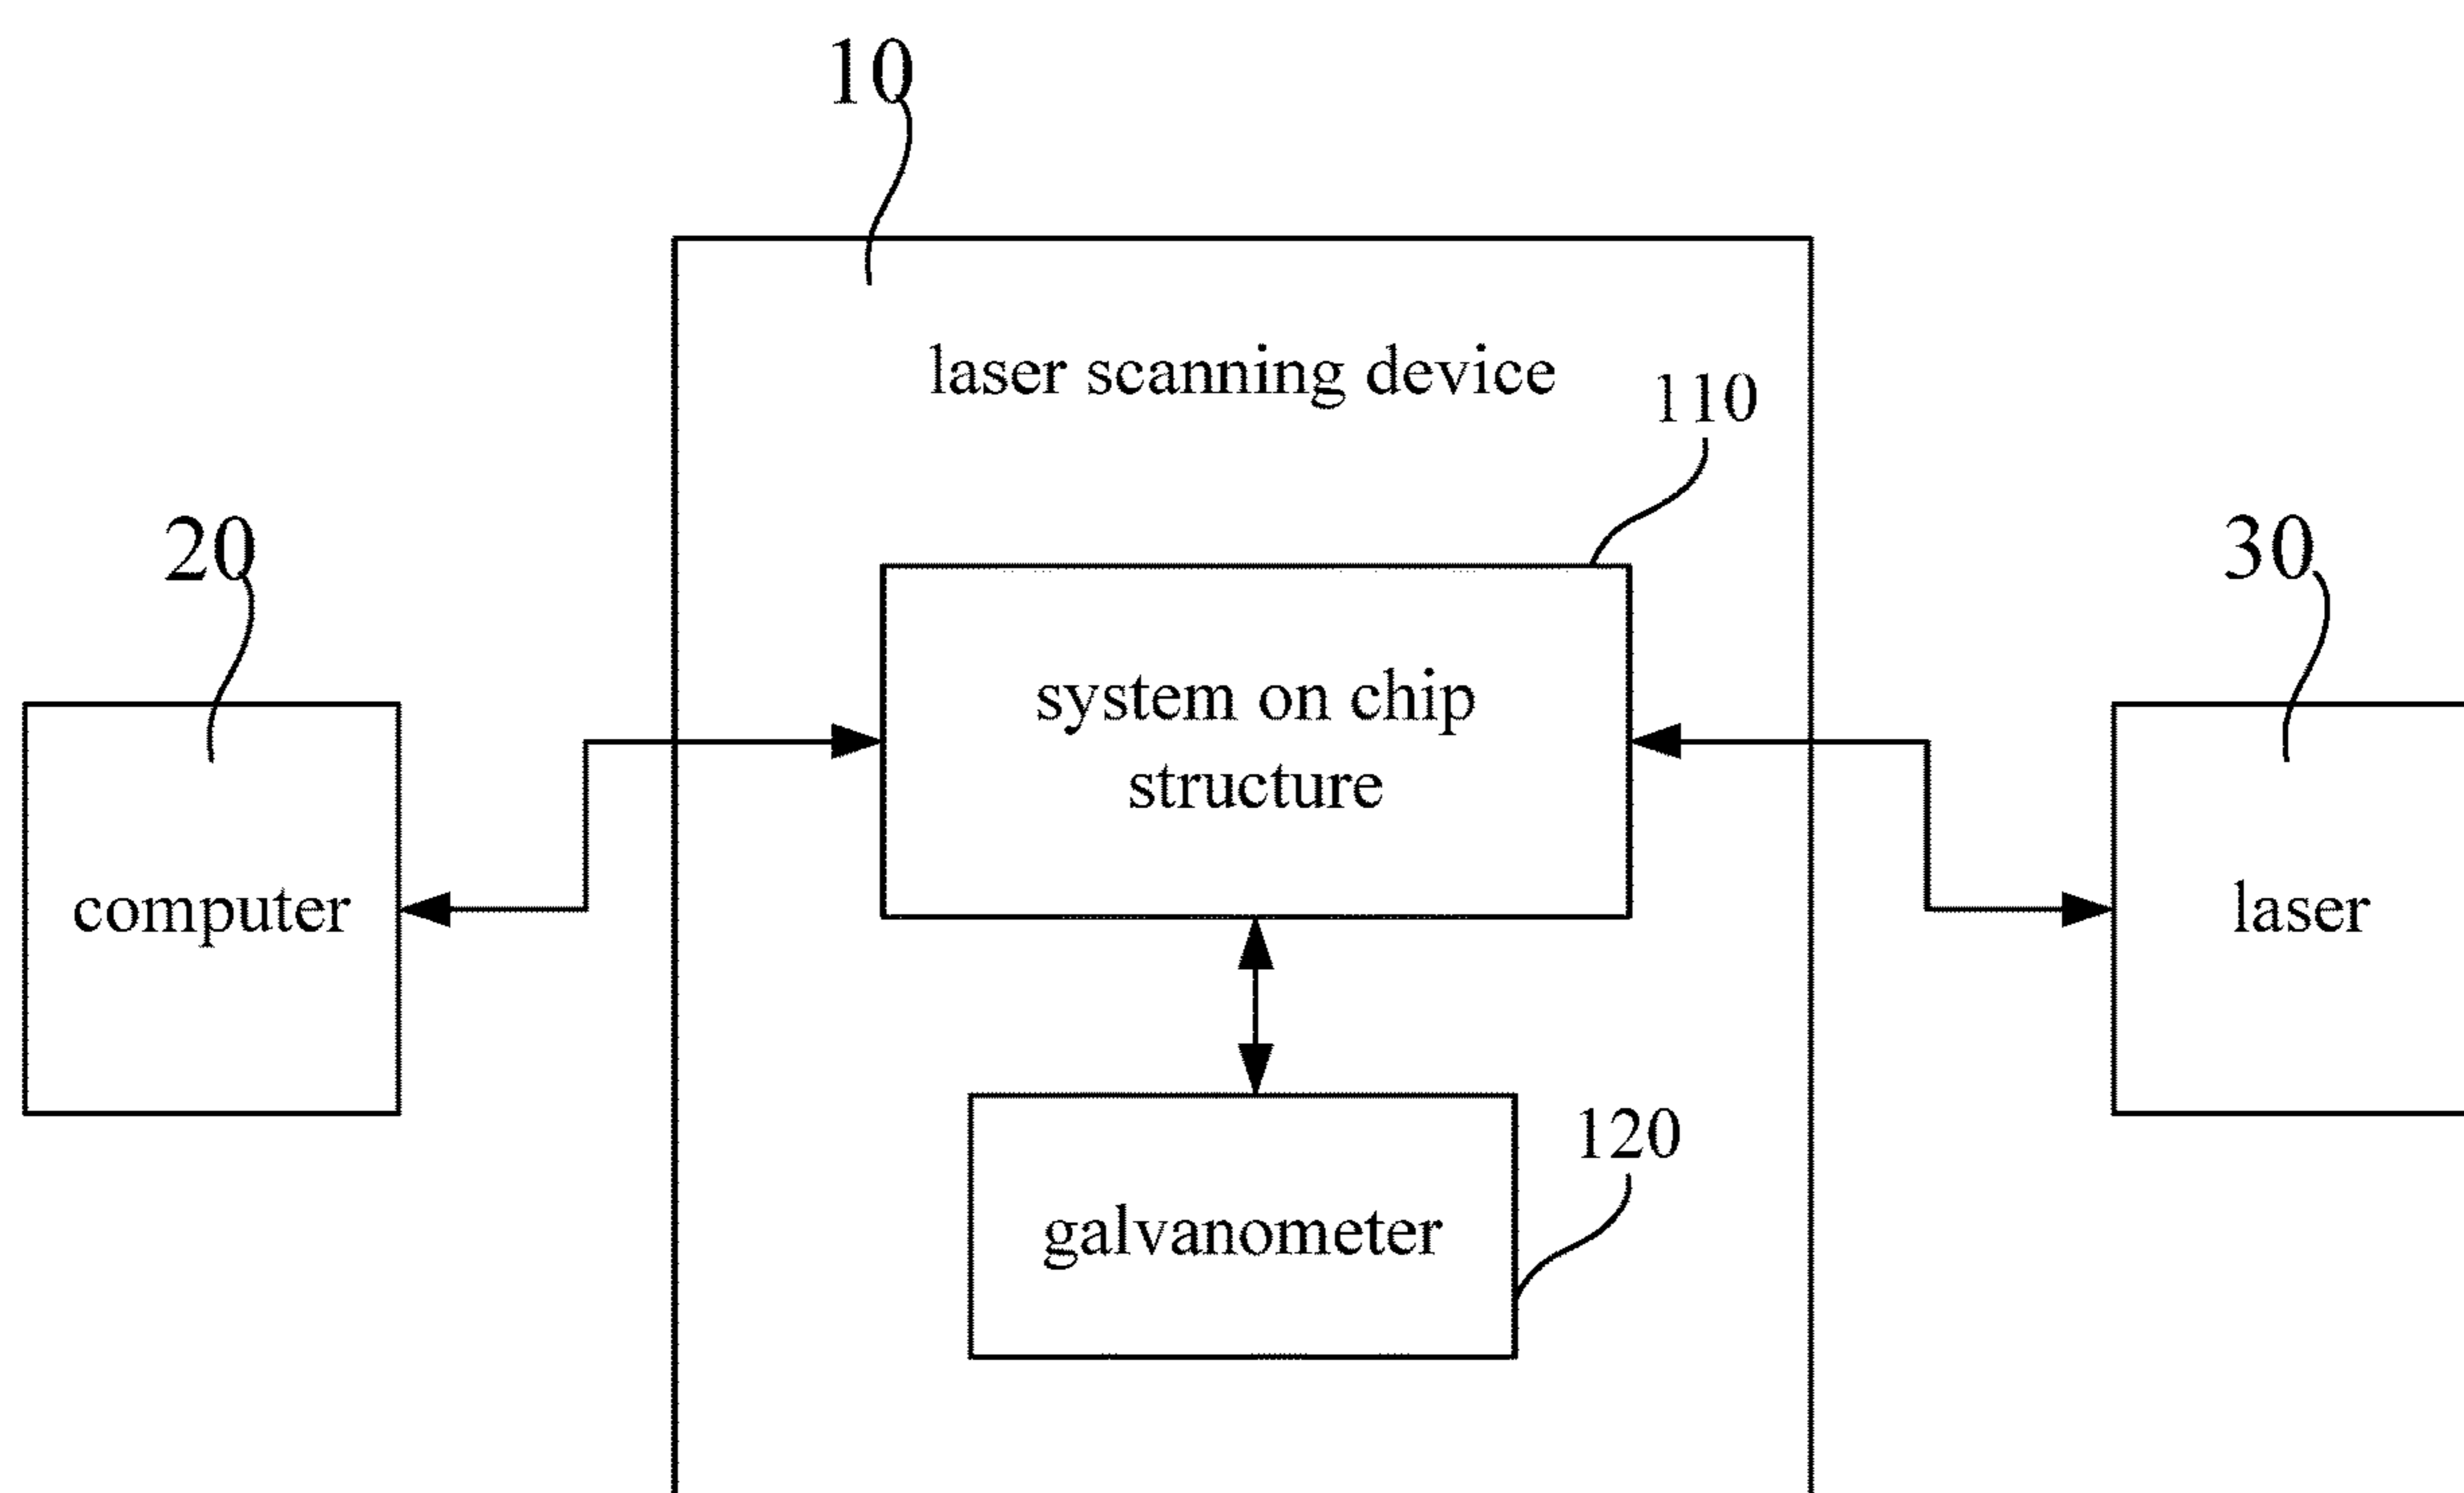 10
laser scanning device
110
20
30
system on chip
structure
computer
laser
120
galvanometer